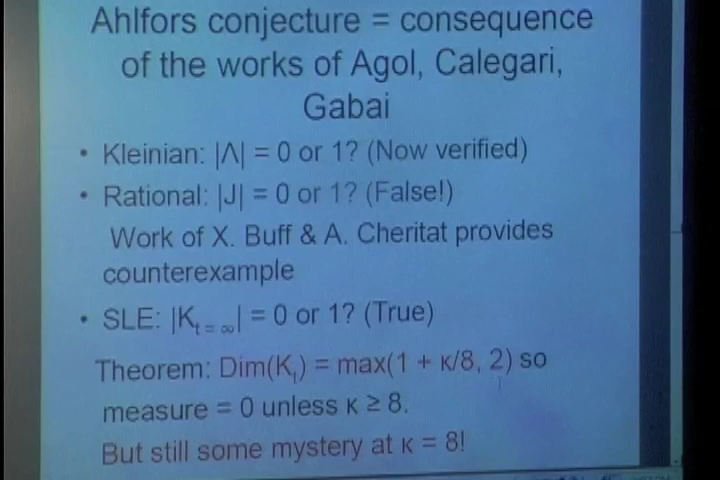 Ahlfors conjecture = consequence
of the works of Agol, Calegari,
Gabai
• Kleinian: |Λ| = 0 or 1? (Now verified)
• Rational: |J| = 0 or 1? (False!)
Work of X. Buff & A. Cheritat provides
counterexample
• SLE: |Kₜ₌∞| = 0 or 1? (True)
Theorem: Dim(Kₜ) = max(1 + κ/8, 2) so
measure = 0 unless κ ≥ 8.
But still some mystery at κ = 8!